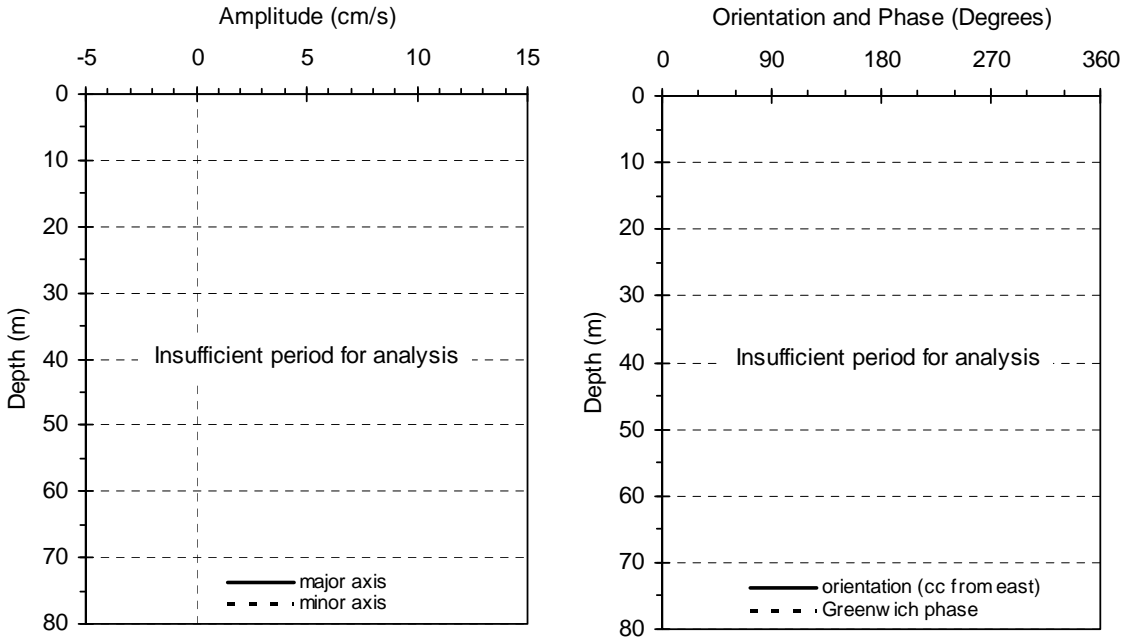 Amplitude (cm/s)
-5 0 5 10 15
0
10
20
30
40
50
60
70
80
Depth (m)
Insufficient period for analysis
major axis
minor axis
Orientation and Phase (Degrees)
0 90 180 270 360
0
10
20
30
40
50
60
70
80
Depth (m)
Insufficient period for analysis
orientation (cc from east)
Greenwich phase